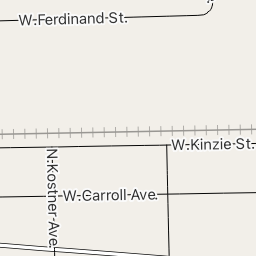 W. Ferdinand St.
W. Kinzie St.
N. Kostner Ave.
W. Carroll Ave.